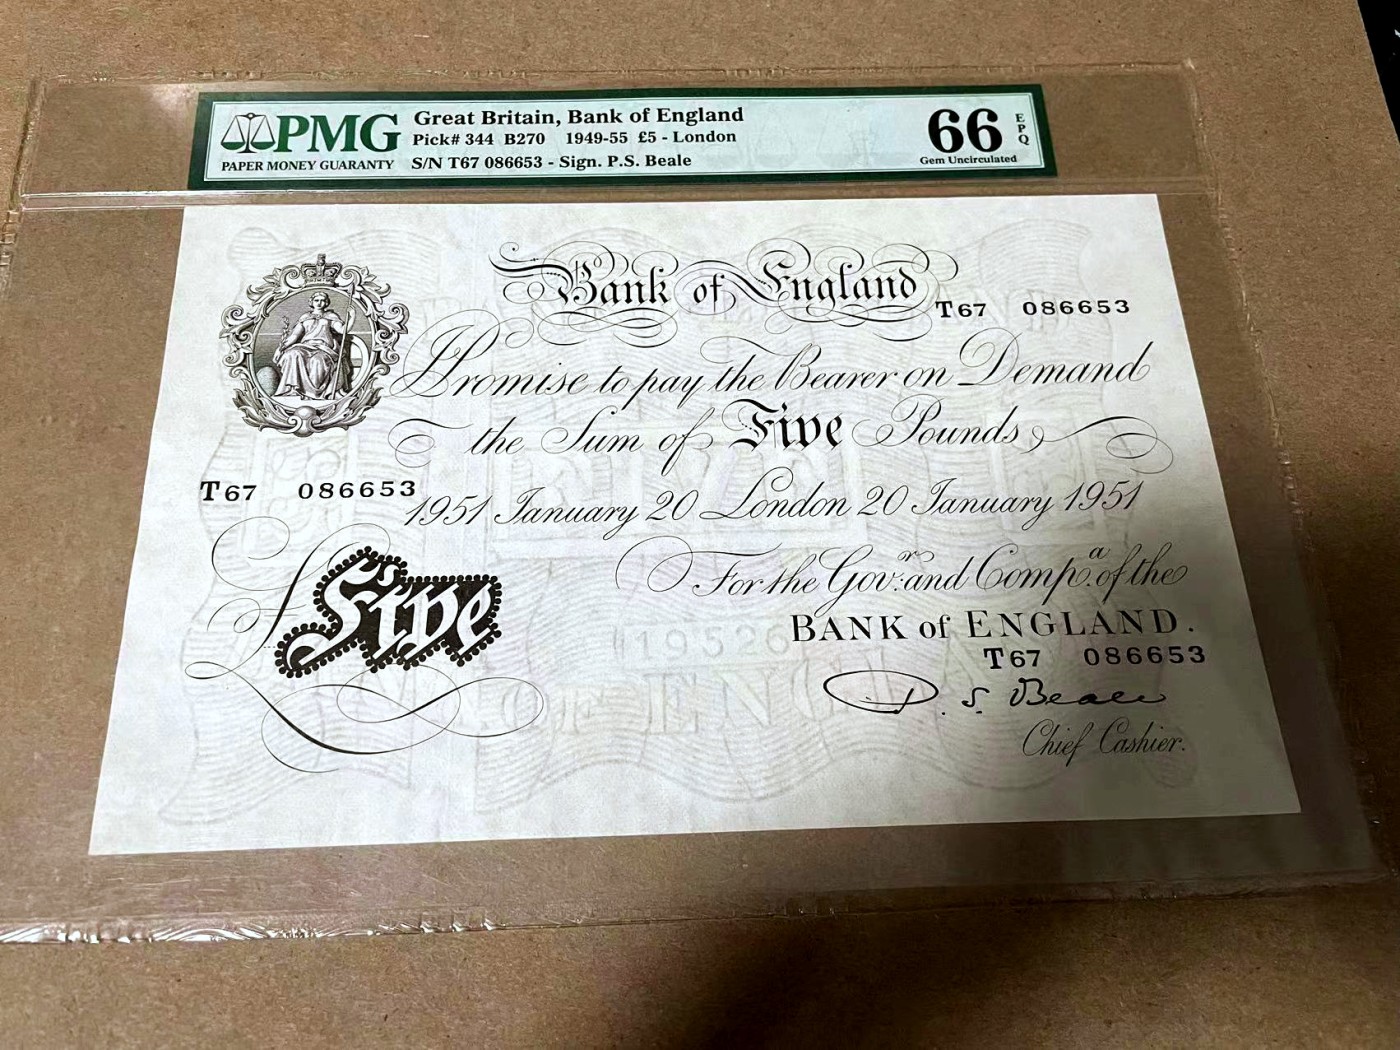 PMG
PAPER MONEY GUARANTY
Great Britain, Bank of England
Pick# 344 B270 1949-55 £5 - London
S/N T67 086653 - Sign. P.S. Beale
66 EPQ
Gem Uncirculated
Bank of England
T67 086653
I Promise to pay the Bearer on Demand
the Sum of Five Pounds
T67 086653
1951 January 20 London 20 January 1951
For the Govr. and Compa. of the
BANK of ENGLAND.
£Five
T67 086653
P. S. Beale
Chief Cashier.
OF ENGLA